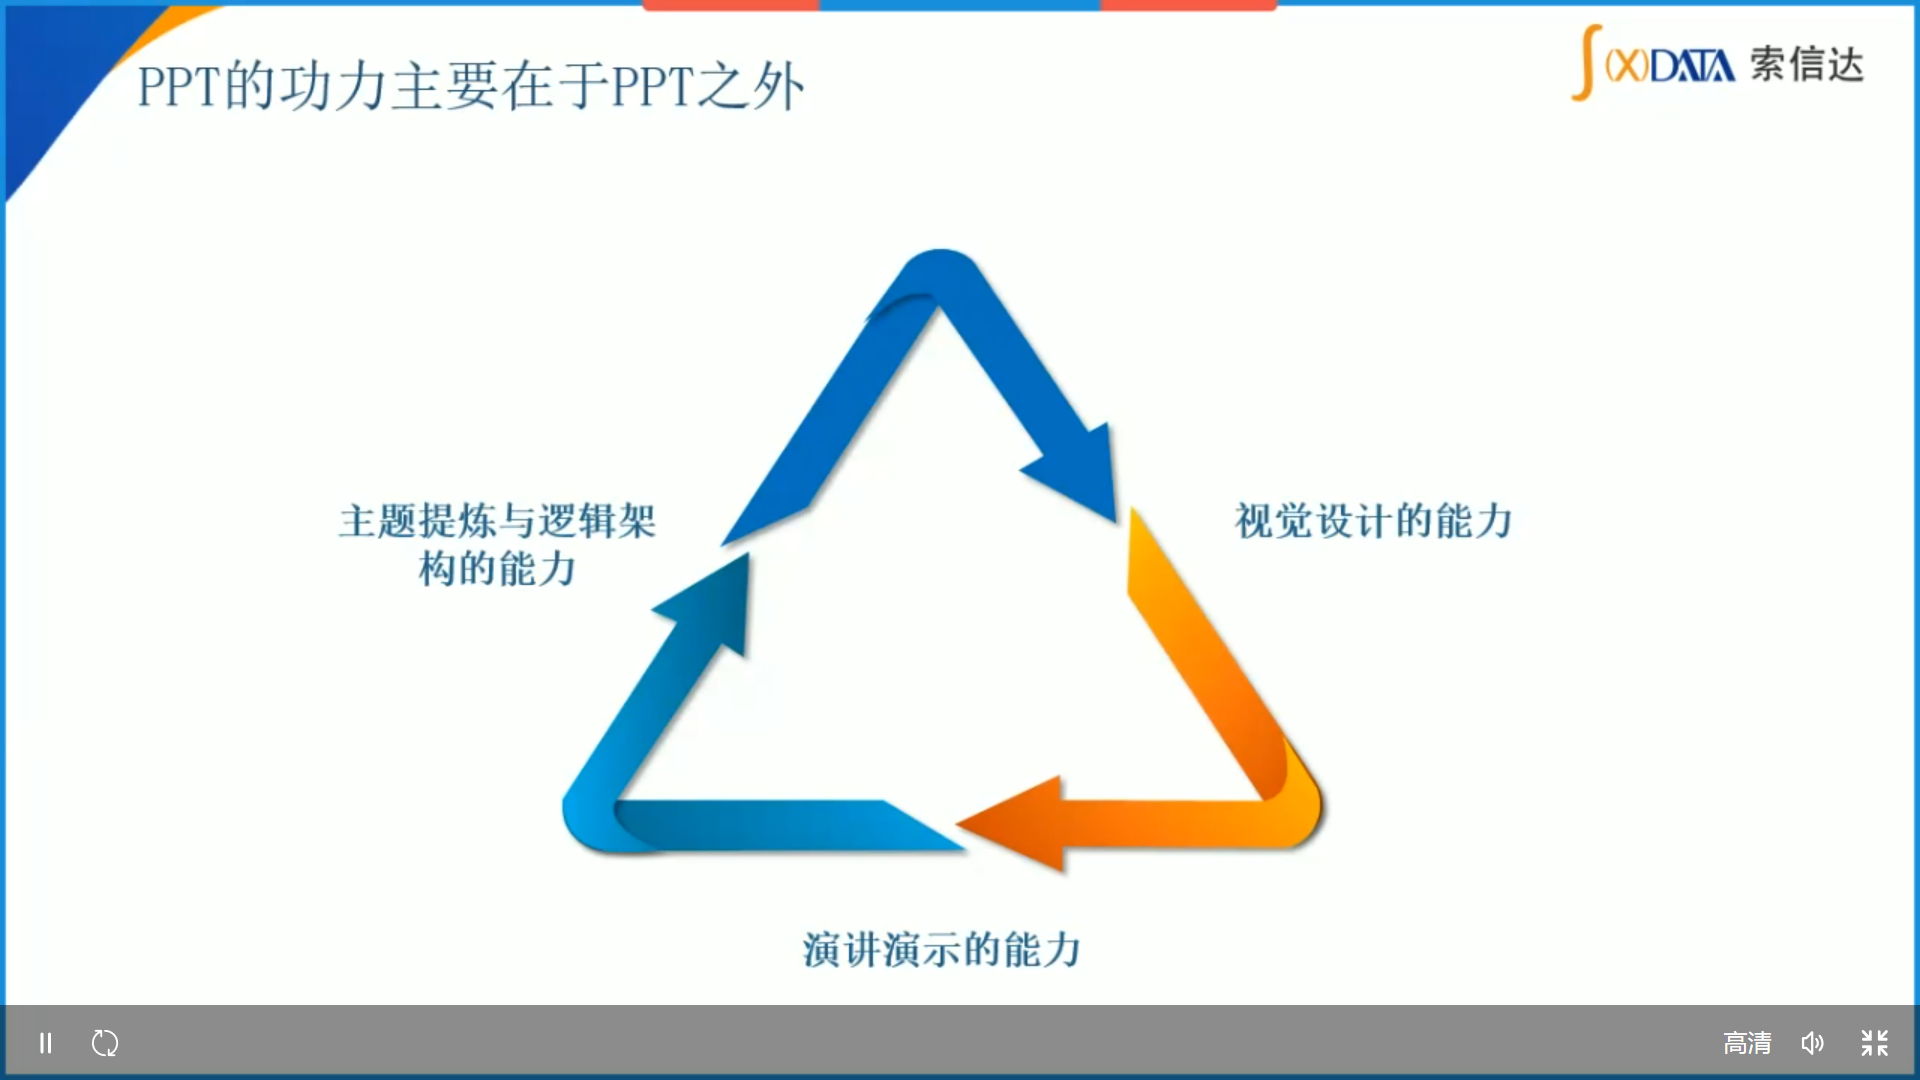 PPT的功力主要在于PPT之外
∫(X)DATA 索信达
主题提炼与逻辑架
构的能力
视觉设计的能力
演讲演示的能力
高清